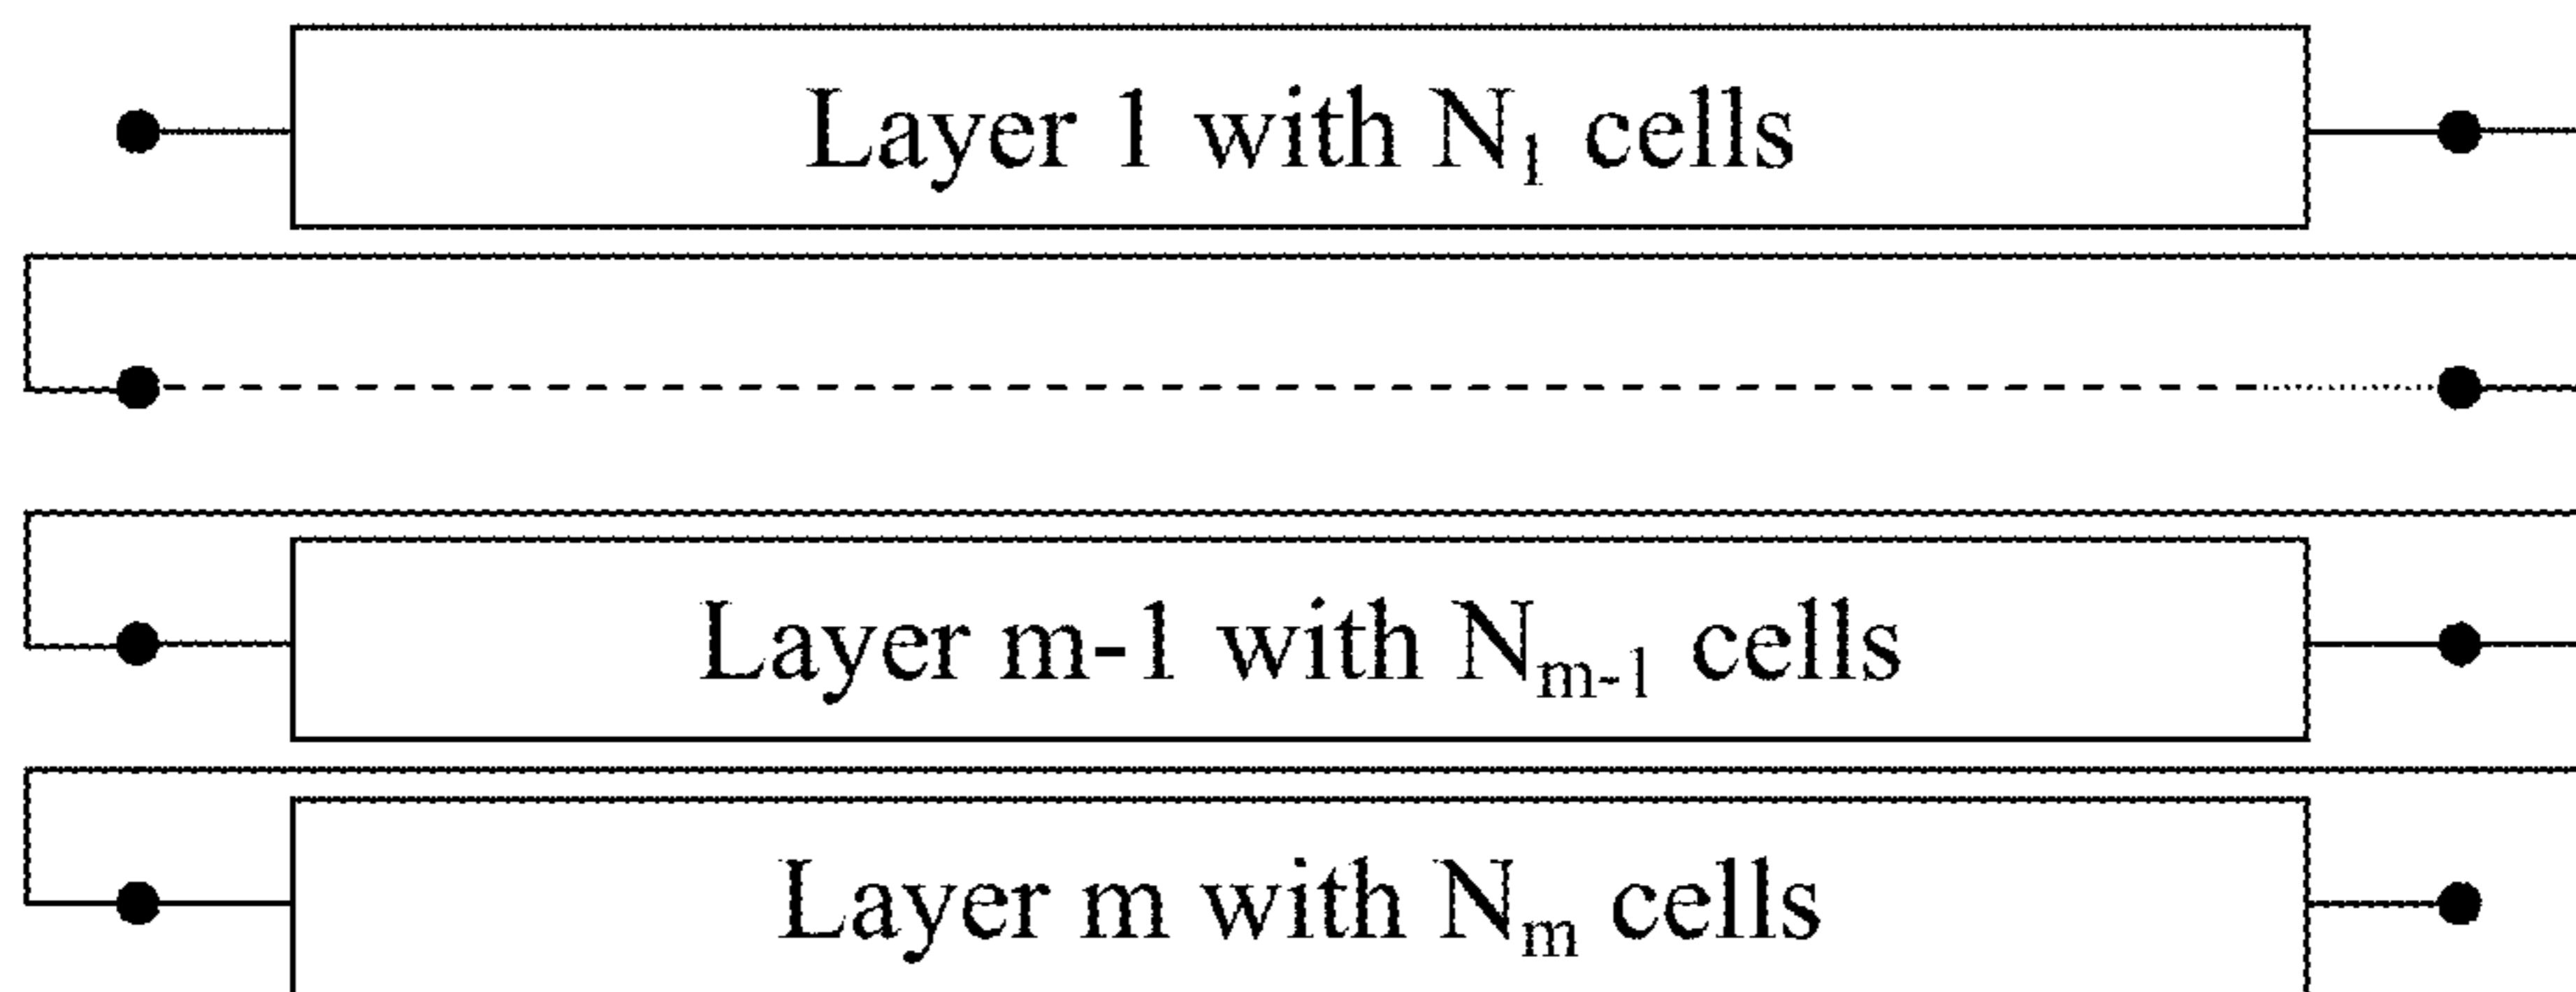 Layer 1 with N₁ cells
Layer m-1 with Nₘ₋₁ cells
Layer m with Nₘ cells